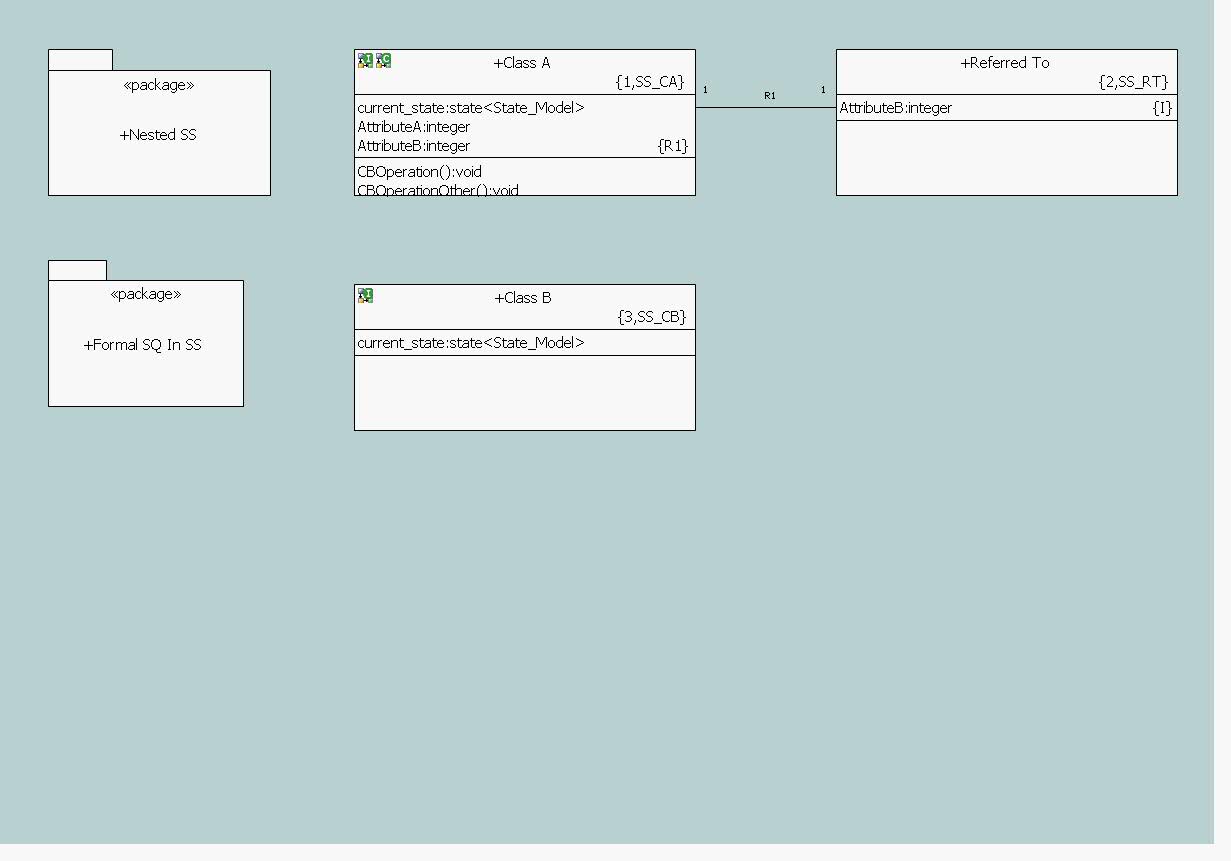 «package»
+Nested SS
+Class A
{1,SS_CA}
current_state:state<State_Model>
AttributeA:integer
AttributeB:integer {R1}
CBOperation():void
CBOperationOther():void
1 R1 1
+Referred To
{2,SS_RT}
AttributeB:integer {I}
«package»
+Formal SQ In SS
+Class B
{3,SS_CB}
current_state:state<State_Model>